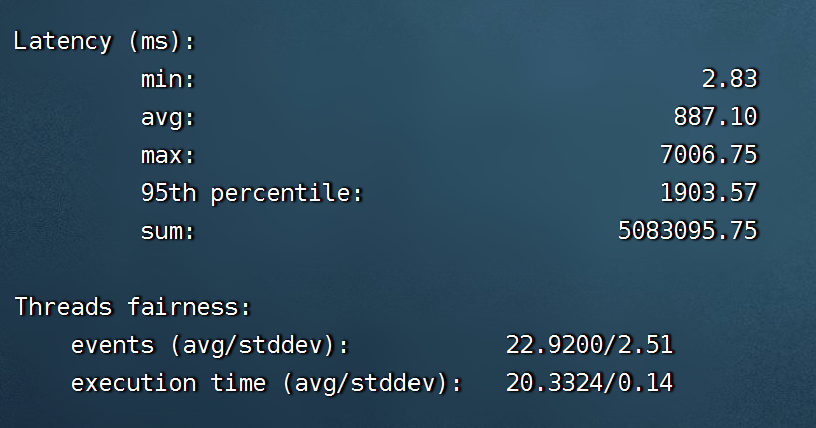 Latency (ms):
min: 2.83
avg: 887.10
max: 7006.75
95th percentile: 1903.57
sum: 5083095.75
Threads fairness:
events (avg/stddev): 22.9200/2.51
execution time (avg/stddev): 20.3324/0.14